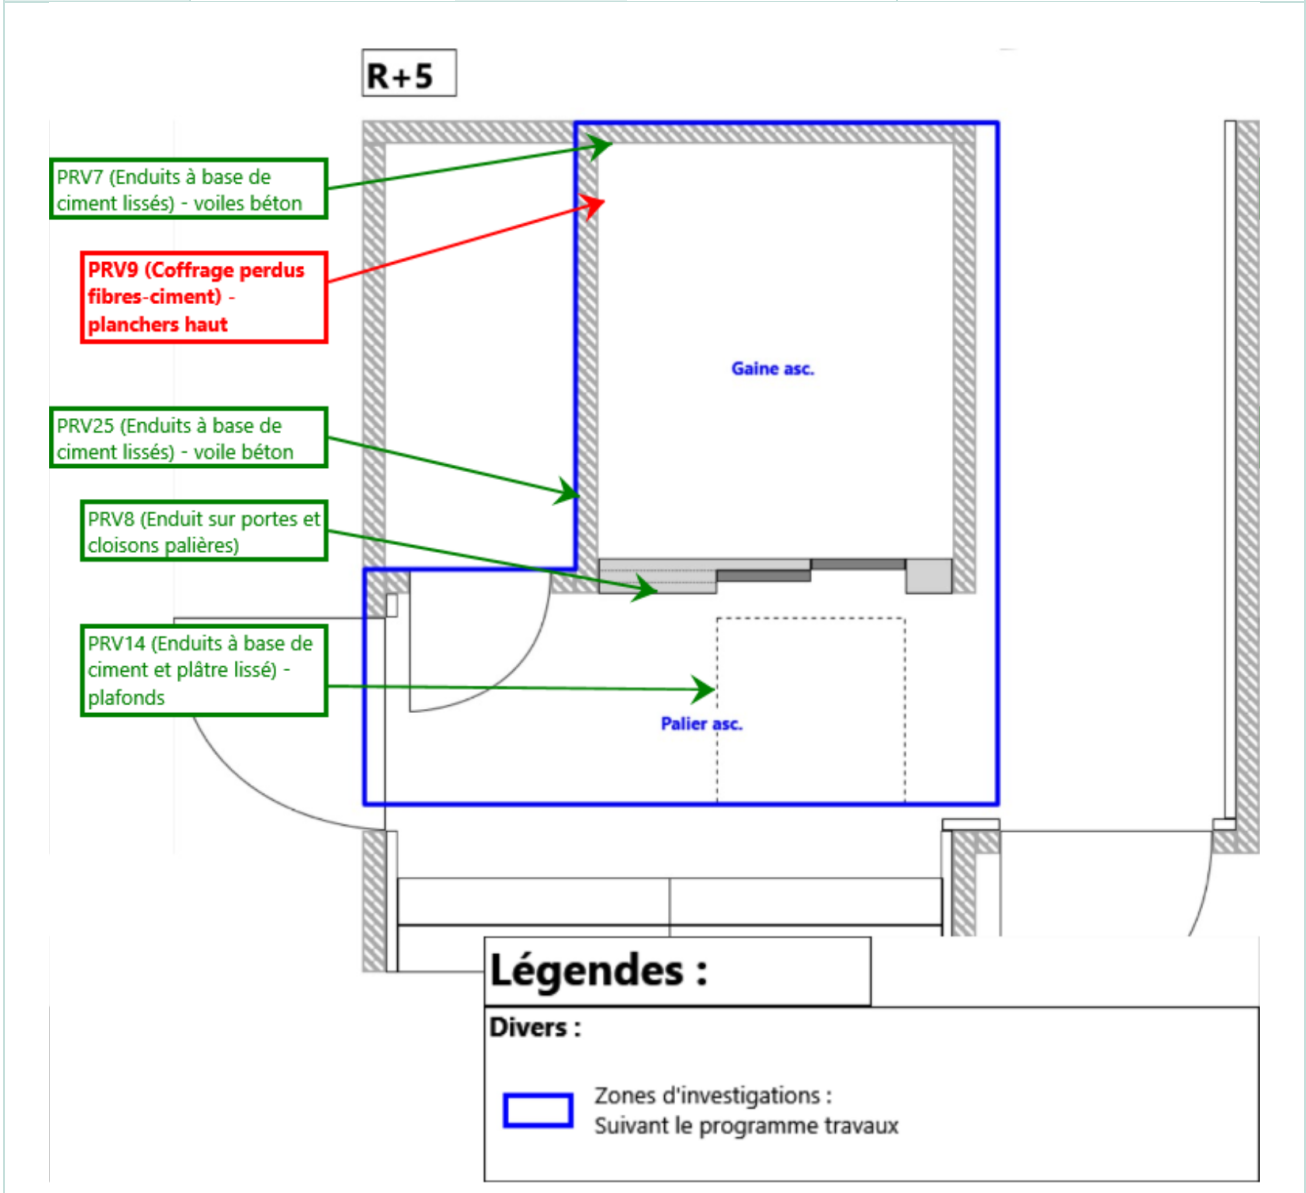 R+5
PRV7 (Enduits à base de
ciment lissés) - voiles béton
PRV9 (Coffrage perdus
fibres-ciment) -
planchers haut
Gaine asc.
PRV25 (Enduits à base de
ciment lissés) - voile béton
PRV8 (Enduit sur portes et
cloisons palières)
PRV14 (Enduits à base de
ciment et plâtre lissé) -
plafonds
Palier asc.
Légendes :
Divers :
Zones d'investigations :
Suivant le programme travaux